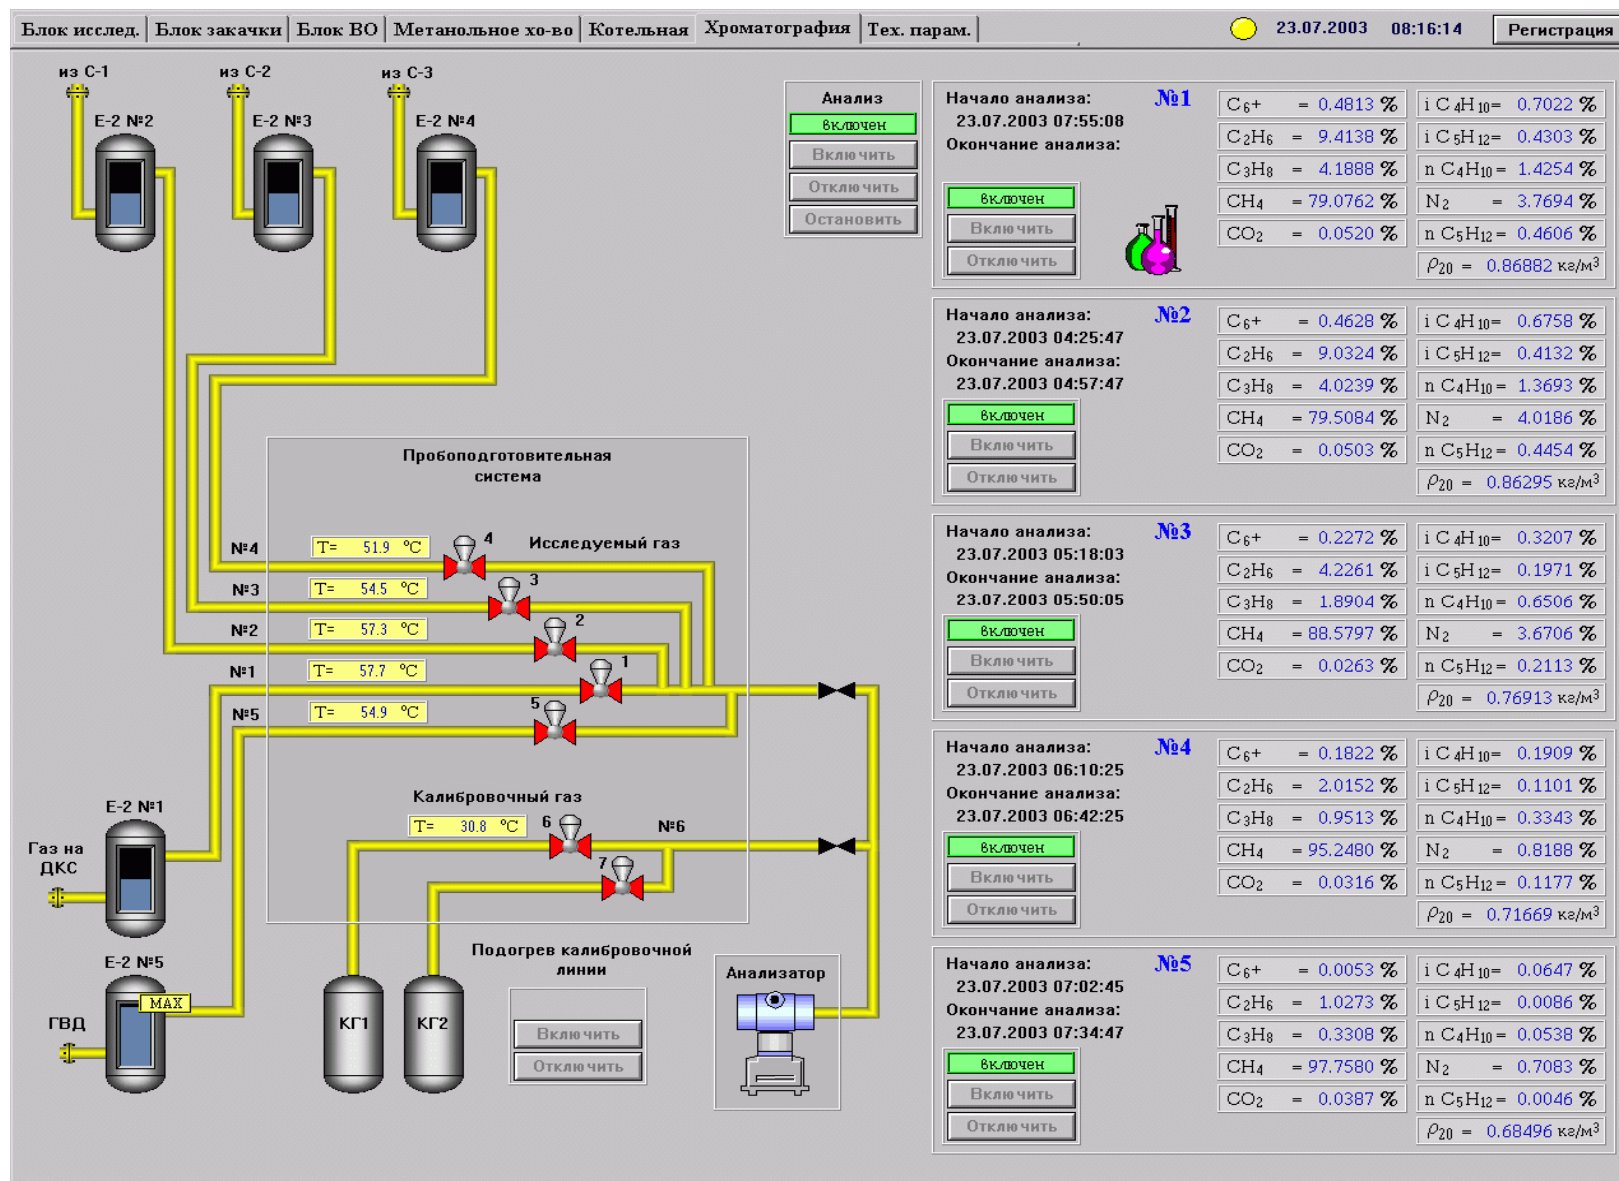 Блок исслед. Блок закачки Блок ВО Метанольное хо-во Котельная Хроматография Тех. парам. 23.07.2003 08:16:14 Регистрация
из С-1 из С-2 из С-3
Е-2 №2 Е-2 №3 Е-2 №4
Анализ
включен
Включить
Отключить
Остановить
Пробоподготовительная
система
Исследуемый газ
№4 T= 51.9 °C 4
№3 T= 54.5 °C 3
№2 T= 57.3 °C 2
№1 T= 57.7 °C 1
№5 T= 54.9 °C 5
Калибровочный газ
T= 30.8 °C 6 №6
7
Е-2 №1
Газ на
ДКС
Е-2 №5
MAX
ГВД
КГ1 КГ2
Подогрев калибровочной
линии
Включить
Отключить
Анализатор
Начало анализа: №1
23.07.2003 07:55:08
Окончание анализа:
включен
Включить
Отключить
C6+ = 0.4813 % i C4H10= 0.7022 %
C2H6 = 9.4138 % i C5H12= 0.4303 %
C3H8 = 4.1888 % n C4H10= 1.4254 %
CH4 = 79.0762 % N2 = 3.7694 %
CO2 = 0.0520 % n C5H12= 0.4606 %
ρ20 = 0.86882 кг/м³
Начало анализа: №2
23.07.2003 04:25:47
Окончание анализа:
23.07.2003 04:57:47
включен
Включить
Отключить
C6+ = 0.4628 % i C4H10= 0.6758 %
C2H6 = 9.0324 % i C5H12= 0.4132 %
C3H8 = 4.0239 % n C4H10= 1.3693 %
CH4 = 79.5084 % N2 = 4.0186 %
CO2 = 0.0503 % n C5H12= 0.4454 %
ρ20 = 0.86295 кг/м³
Начало анализа: №3
23.07.2003 05:18:03
Окончание анализа:
23.07.2003 05:50:05
включен
Включить
Отключить
C6+ = 0.2272 % i C4H10= 0.3207 %
C2H6 = 4.2261 % i C5H12= 0.1971 %
C3H8 = 1.8904 % n C4H10= 0.6506 %
CH4 = 88.5797 % N2 = 3.6706 %
CO2 = 0.0263 % n C5H12= 0.2113 %
ρ20 = 0.76913 кг/м³
Начало анализа: №4
23.07.2003 06:10:25
Окончание анализа:
23.07.2003 06:42:25
включен
Включить
Отключить
C6+ = 0.1822 % i C4H10= 0.1909 %
C2H6 = 2.0152 % i C5H12= 0.1101 %
C3H8 = 0.9513 % n C4H10= 0.3343 %
CH4 = 95.2480 % N2 = 0.8188 %
CO2 = 0.0316 % n C5H12= 0.1177 %
ρ20 = 0.71669 кг/м³
Начало анализа: №5
23.07.2003 07:02:45
Окончание анализа:
23.07.2003 07:34:47
включен
Включить
Отключить
C6+ = 0.0053 % i C4H10= 0.0647 %
C2H6 = 1.0273 % i C5H12= 0.0086 %
C3H8 = 0.3308 % n C4H10= 0.0538 %
CH4 = 97.7580 % N2 = 0.7083 %
CO2 = 0.0387 % n C5H12= 0.0046 %
ρ20 = 0.68496 кг/м³